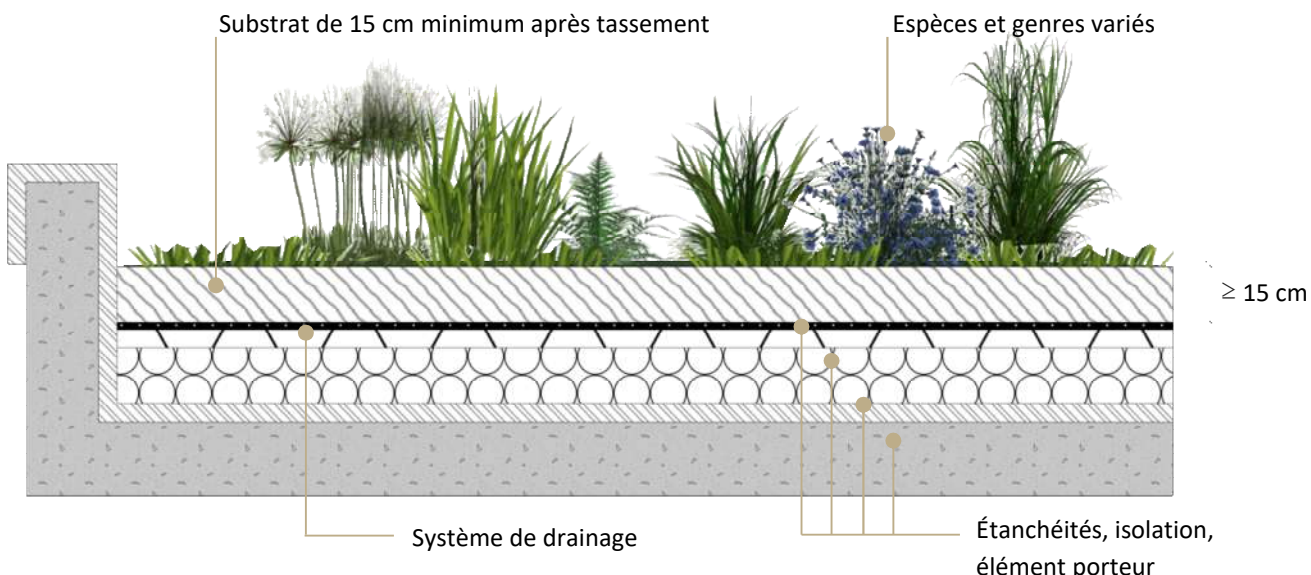 Substrat de 15 cm minimum après tassement
Espèces et genres variés
≥ 15 cm
Système de drainage
Étanchéités, isolation,
élément porteur